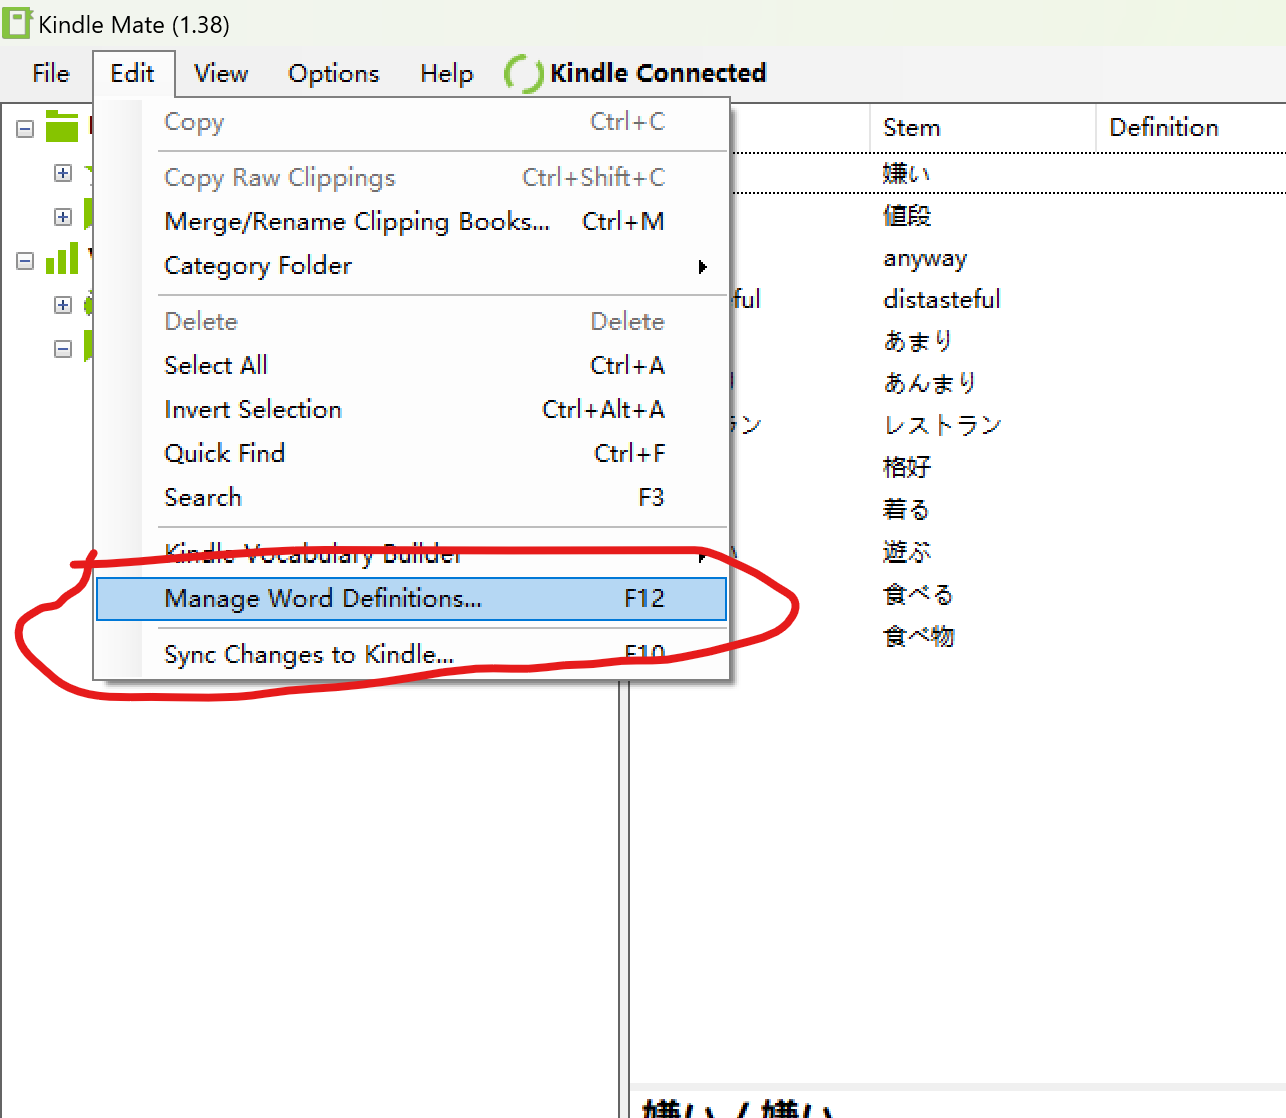 Kindle Mate (1.38)
File Edit View Options Help Kindle Connected
Copy Ctrl+C
Copy Raw Clippings Ctrl+Shift+C
Merge/Rename Clipping Books... Ctrl+M
Category Folder
Delete Delete
Select All Ctrl+A
Invert Selection Ctrl+Alt+A
Quick Find Ctrl+F
Search F3
Kindle Vocabulary Builder
Manage Word Definitions... F12
Sync Changes to Kindle... F10
Stem Definition
嫌い
値段
anyway
distasteful
あまり
あんまり
レストラン
格好
着る
遊ぶ
食べる
食べ物
嫌い / 嫌い